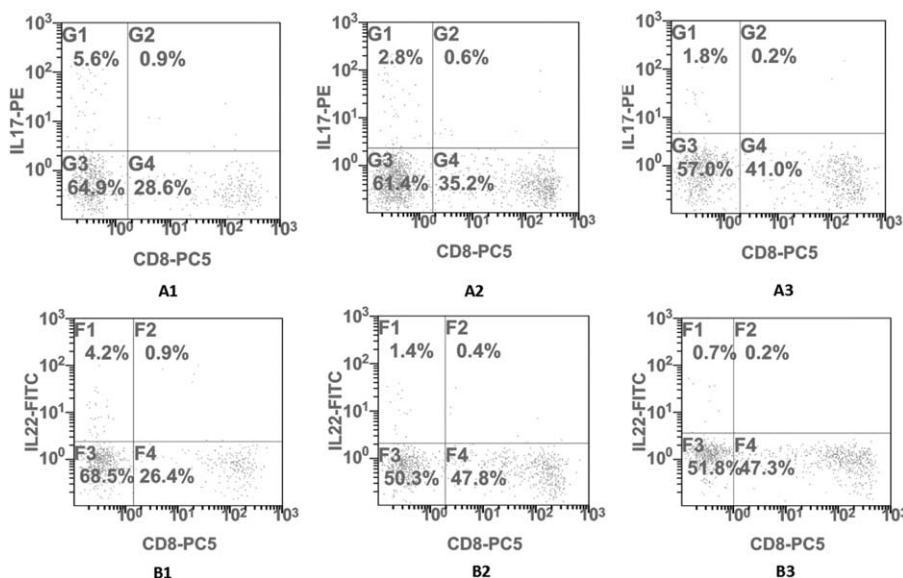 10³
G1 G2
5.6% 0.9%
10²
IL17-PE
10¹
10⁰
G3 G4
64.9% 28.6%
10⁰ 10¹ 10² 10³
CD8-PC5
A1
10³
G1 G2
2.8% 0.6%
10²
IL17-PE
10¹
10⁰
G3 G4
61.4% 35.2%
10⁰ 10¹ 10² 10³
CD8-PC5
A2
10³
G1 G2
1.8% 0.2%
10²
IL17-PE
10¹
10⁰
G3 G4
57.0% 41.0%
10⁰ 10¹ 10² 10³
CD8-PC5
A3
10³
F1 F2
4.2% 0.9%
10²
IL22-FITC
10¹
10⁰
F3 F4
68.5% 26.4%
10⁰ 10¹ 10² 10³
CD8-PC5
B1
10³
F1 F2
1.4% 0.4%
10²
IL22-FITC
10¹
10⁰
F3 F4
50.3% 47.8%
10⁰ 10¹ 10² 10³
CD8-PC5
B2
10³
F1 F2
0.7% 0.2%
10²
IL22-FITC
10¹
10⁰
F3 F4
51.8% 47.3%
10⁰ 10¹ 10² 10³
CD8-PC5
B3